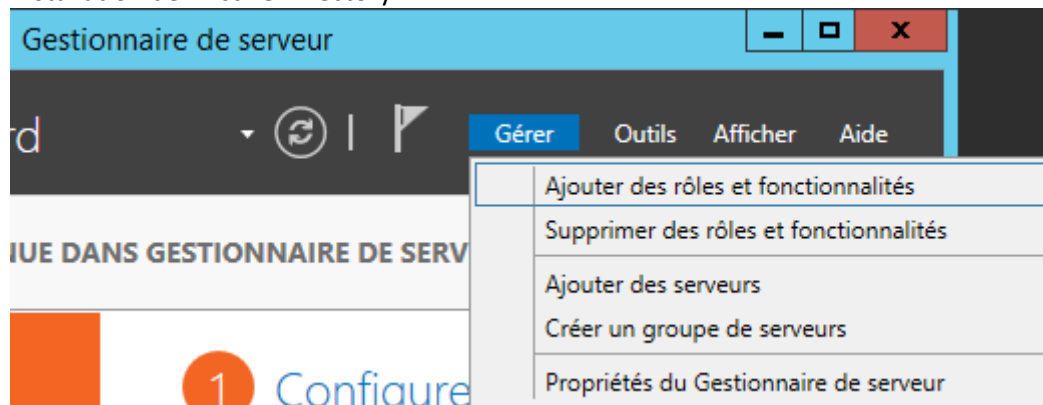 Gestionnaire de serveur
rd
Gérer Outils Afficher Aide
Ajouter des rôles et fonctionnalités
Supprimer des rôles et fonctionnalités
NUE DANS GESTIONNAIRE DE SERV
Ajouter des serveurs
Créer un groupe de serveurs
1 Configure
Propriétés du Gestionnaire de serveur